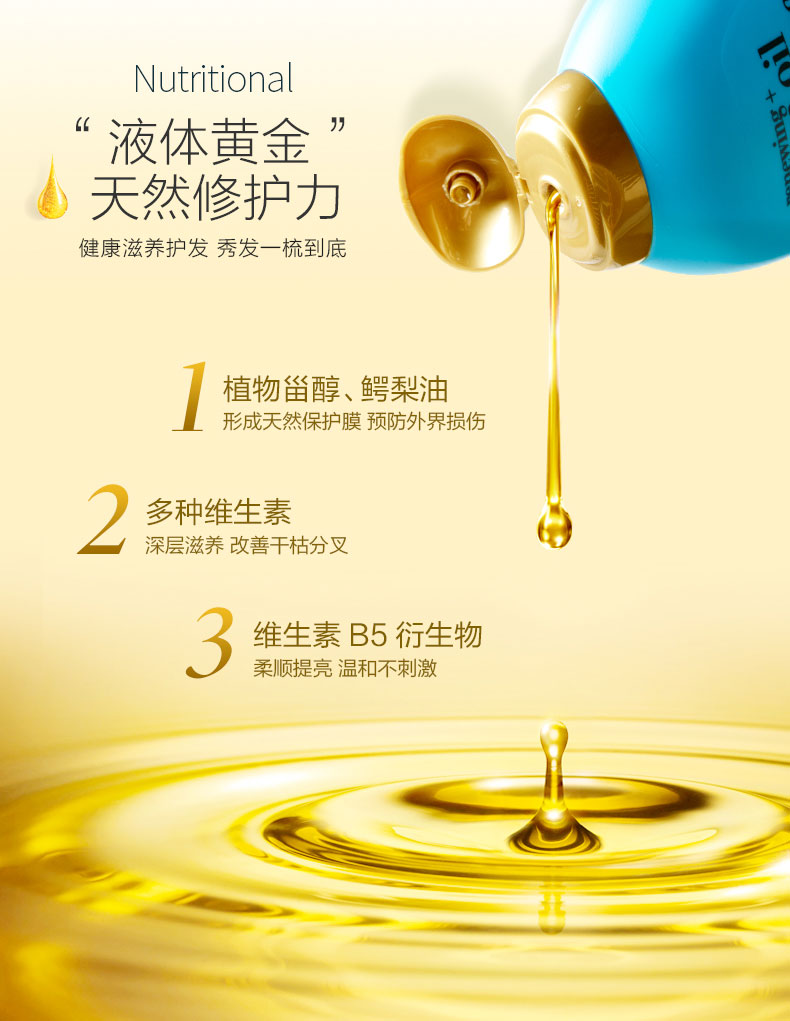 Nutritional
“液体黄金”
天然修护力
健康滋养护发 秀发一梳到底
1 植物甾醇、鳄梨油
形成天然保护膜 预防外界损伤
2 多种维生素
深层滋养 改善干枯分叉
3 维生素 B5 衍生物
柔顺提亮 温和不刺激
oil